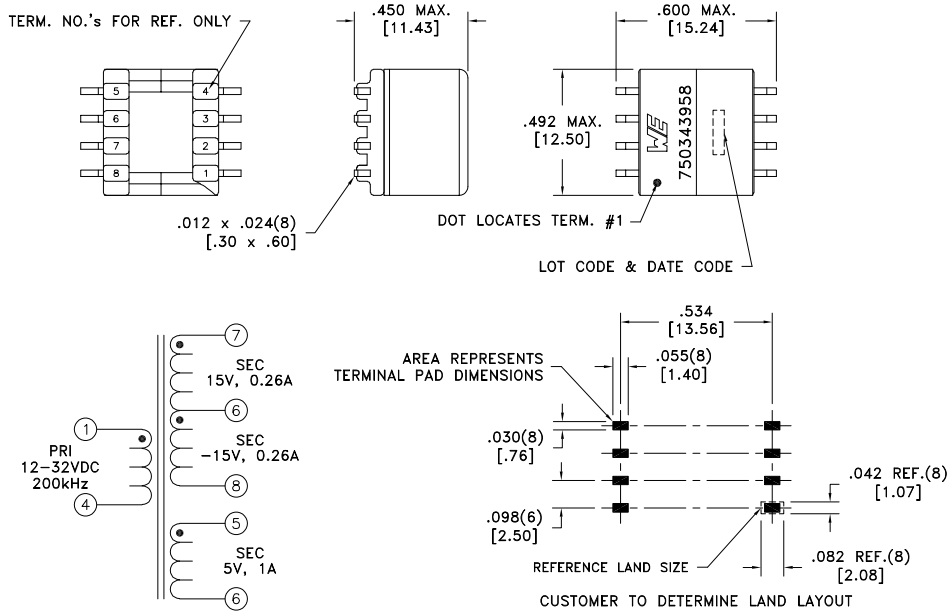 TERM. NO.'s FOR REF. ONLY
5
4
6
3
7
2
8
1
.450 MAX.
[11.43]
.012 x .024(8)
[.30 x .60]
.600 MAX.
[15.24]
.492 MAX.
[12.50]
WE
750343958
DOT LOCATES TERM. #1
LOT CODE & DATE CODE
1
PRI
12-32VDC
200kHz
4
7
SEC
15V, 0.26A
6
SEC
-15V, 0.26A
8
5
SEC
5V, 1A
6
.534
[13.56]
AREA REPRESENTS
TERMINAL PAD DIMENSIONS
.055(8)
[1.40]
.030(8)
[.76]
.098(6)
[2.50]
.042 REF.(8)
[1.07]
.082 REF.(8)
[2.08]
REFERENCE LAND SIZE
CUSTOMER TO DETERMINE LAND LAYOUT